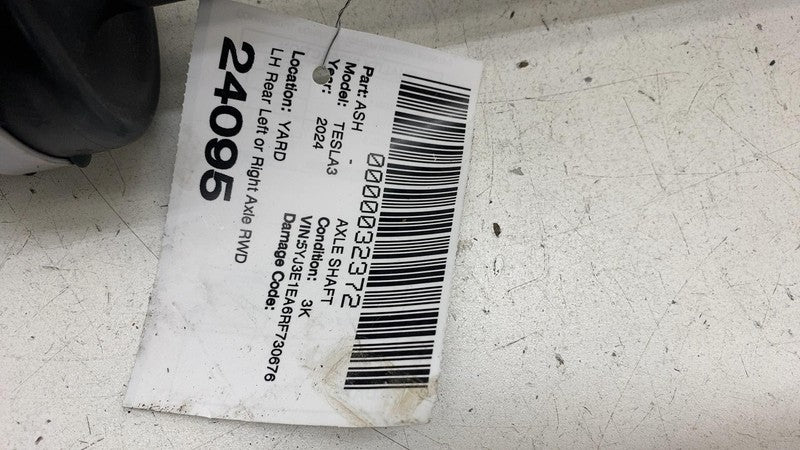 0000032372
Part: ASH - AXLE SHAFT
Model: TESLA3 Condition: 3K
Year: 2024 VIN:5YJ3E1EA6RF730676
Damage Code:
Location: YARD
LH Rear Left or Right Axle RWD
24095